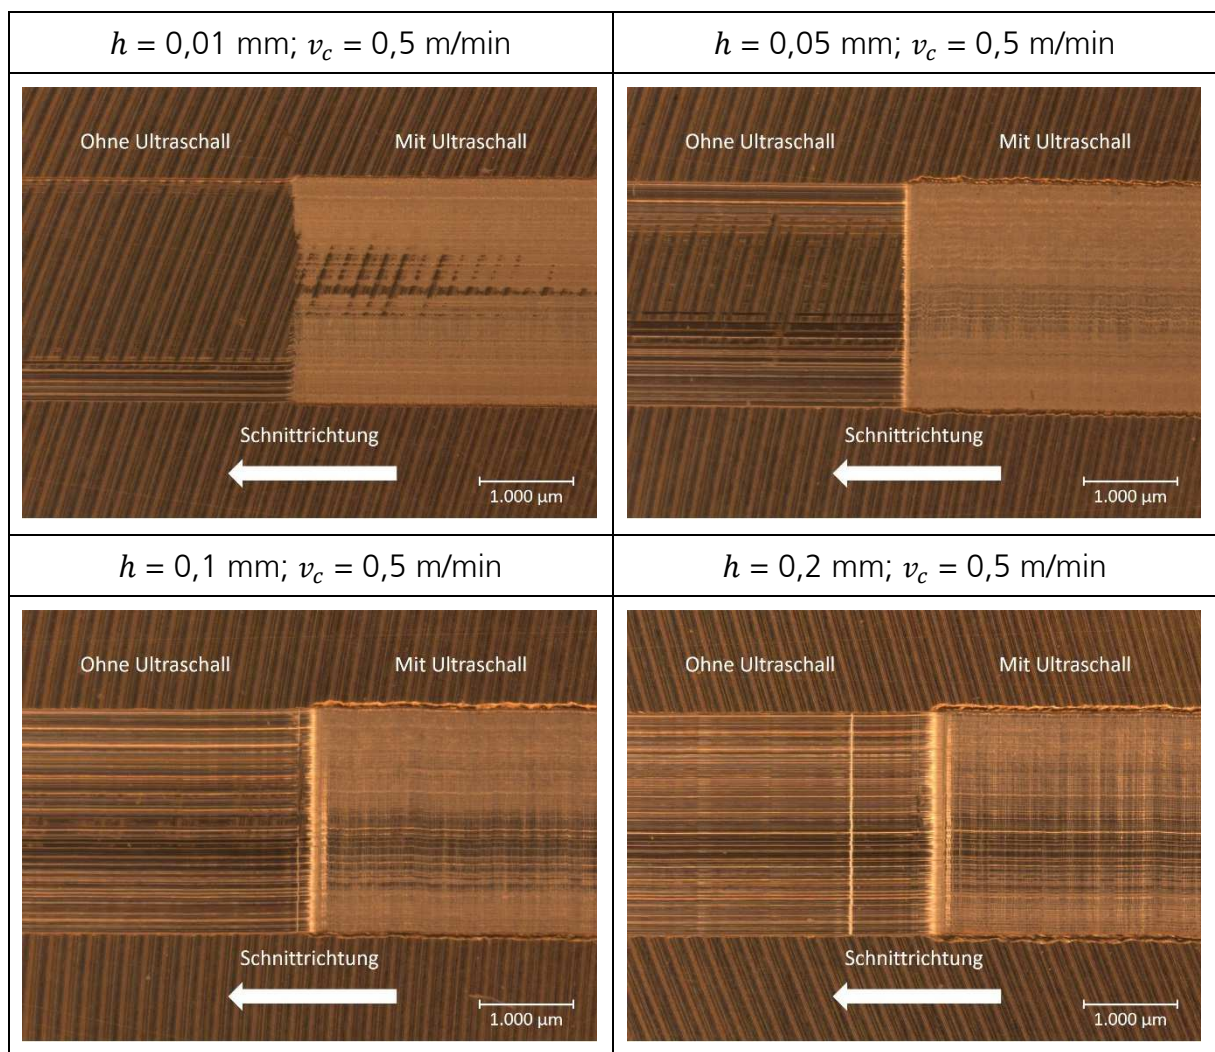 h = 0,01 mm; v_c = 0,5 m/min
h = 0,05 mm; v_c = 0,5 m/min
Ohne Ultraschall
Mit Ultraschall
Schnittrichtung
1.000 µm
Ohne Ultraschall
Mit Ultraschall
Schnittrichtung
1.000 µm
h = 0,1 mm; v_c = 0,5 m/min
h = 0,2 mm; v_c = 0,5 m/min
Ohne Ultraschall
Mit Ultraschall
Schnittrichtung
1.000 µm
Ohne Ultraschall
Mit Ultraschall
Schnittrichtung
1.000 µm